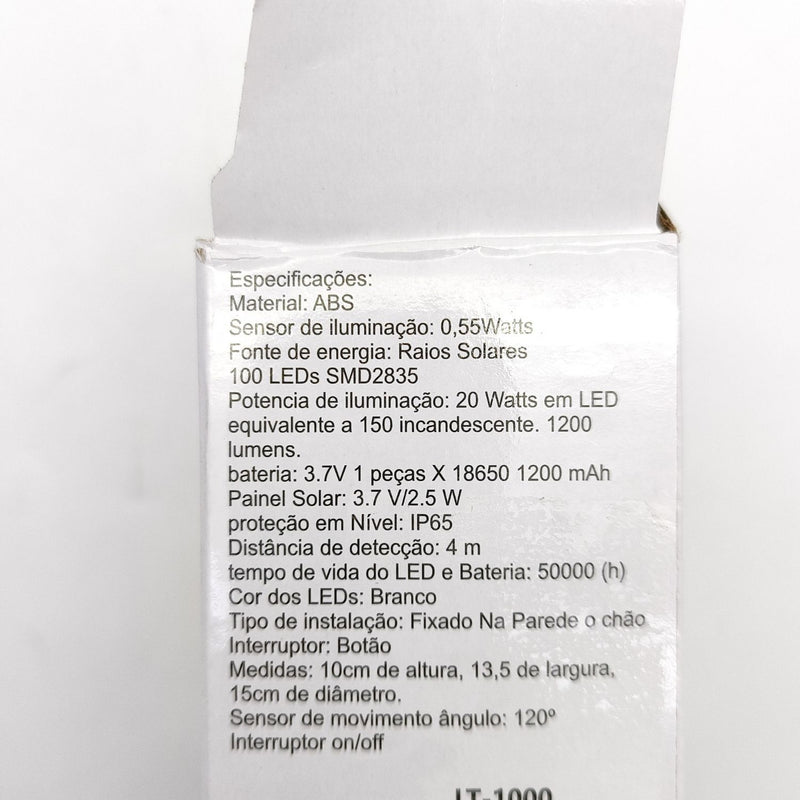 Especificações:
Material: ABS
Sensor de iluminação: 0,55Watts
Fonte de energia: Raios Solares
100 LEDs SMD2835
Potencia de iluminação: 20 Watts em LED
equivalente a 150 incandescente. 1200
lumens.
bateria: 3.7V 1 peças X 18650 1200 mAh
Painel Solar: 3.7 V/2.5 W
proteção em Nível: IP65
Distância de detecção: 4 m
tempo de vida do LED e Bateria: 50000 (h)
Cor dos LEDs: Branco
Tipo de instalação: Fixado Na Parede o chão
Interruptor: Botão
Medidas: 10cm de altura, 13,5 de largura,
15cm de diâmetro.
Sensor de movimento ângulo: 120º
Interruptor on/off
LT-1000